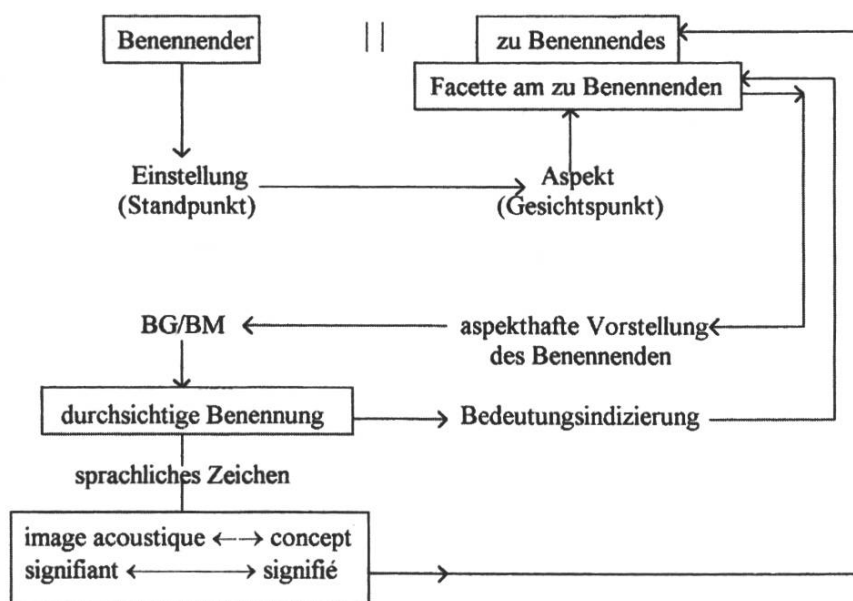 Benennender || zu Benennendes
Facette am zu Benennenden
Einstellung
(Standpunkt)
Aspekt
(Gesichtspunkt)
BG/BM
aspekthafte Vorstellung
des Benennenden
durchsichtige Benennung
Bedeutungsindizierung
sprachliches Zeichen
image acoustique ←→ concept
signifiant ←→ signifié